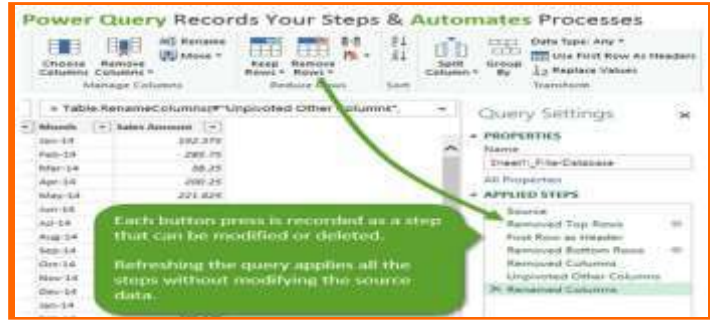 Power Query Records Your Steps & Automates Processes
Choose Columns
Remove Columns
Rename
Move
Manage Columns
Keep Rows
Remove Rows
Reduce Rows
Sort
Split Column
Group By
Data Type: Any
Use First Row As Headers
Replace Values
Transform
= Table.RenameColumns(#"Unpivoted Other Columns",
Query Settings
PROPERTIES
Name
All Properties
APPLIED STEPS
Source
Removed Top Rows
First Row as Header
Removed Bottom Rows
Removed Columns
Unpivoted Other Columns
Renamed Columns
Month Sales Amount
Jan-14
Feb-14
Mar-14
Apr-14 200.25
May-14
Jun-14
Jul-14
Aug-14
Sep-14
Oct-14
Nov-14
Dec-14
Each button press is recorded as a step
that can be modified or deleted.
Refreshing the query applies all the
steps without modifying the source
data.